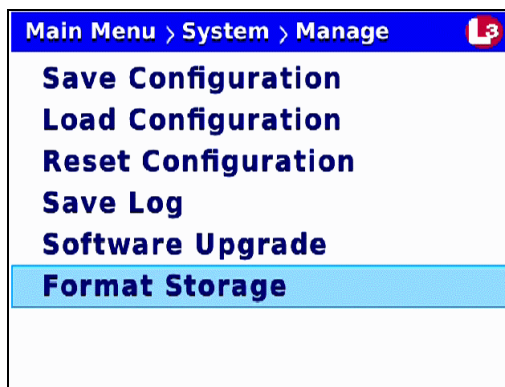 Main Menu > System > Manage L3
Save Configuration
Load Configuration
Reset Configuration
Save Log
Software Upgrade
Format Storage